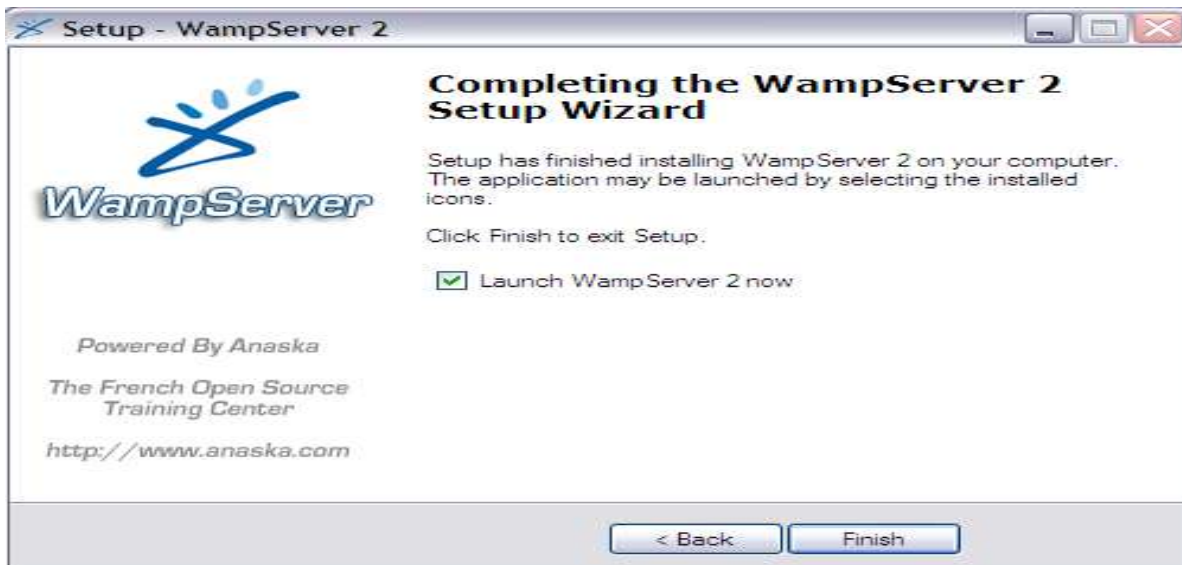 Setup - WampServer 2
Completing the WampServer 2
Setup Wizard
Setup has finished installing WampServer 2 on your computer.
The application may be launched by selecting the installed
icons.
Click Finish to exit Setup.
Launch WampServer 2 now
WampServer
Powered By Anaska
The French Open Source
Training Center
http://www.anaska.com
< Back
Finish